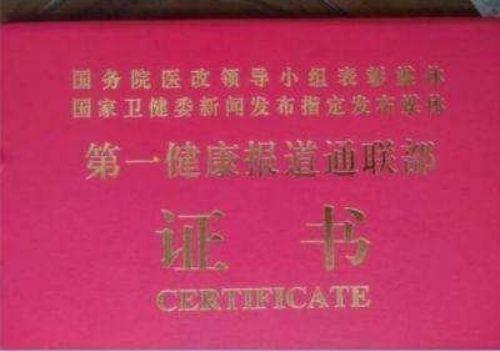 国务院医改领导小组表彰媒体
国家卫健委新闻发布指定发布媒体
第一健康报道通联部
证书
CERTIFICATE